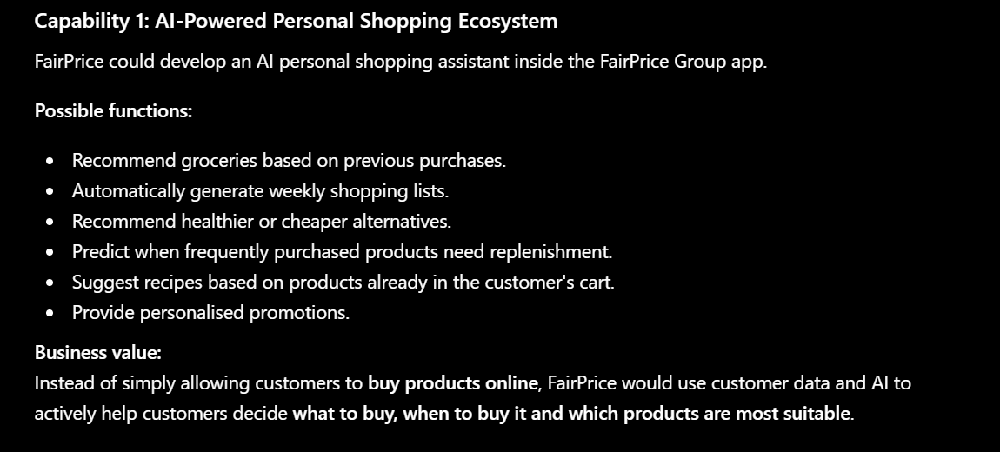 Capability 1: AI-Powered Personal Shopping Ecosystem
FairPrice could develop an AI personal shopping assistant inside the FairPrice Group app.
Possible functions:
• Recommend groceries based on previous purchases.
• Automatically generate weekly shopping lists.
• Recommend healthier or cheaper alternatives.
• Predict when frequently purchased products need replenishment.
• Suggest recipes based on products already in the customer's cart.
• Provide personalised promotions.
Business value:
Instead of simply allowing customers to buy products online, FairPrice would use customer data and AI to
actively help customers decide what to buy, when to buy it and which products are most suitable.